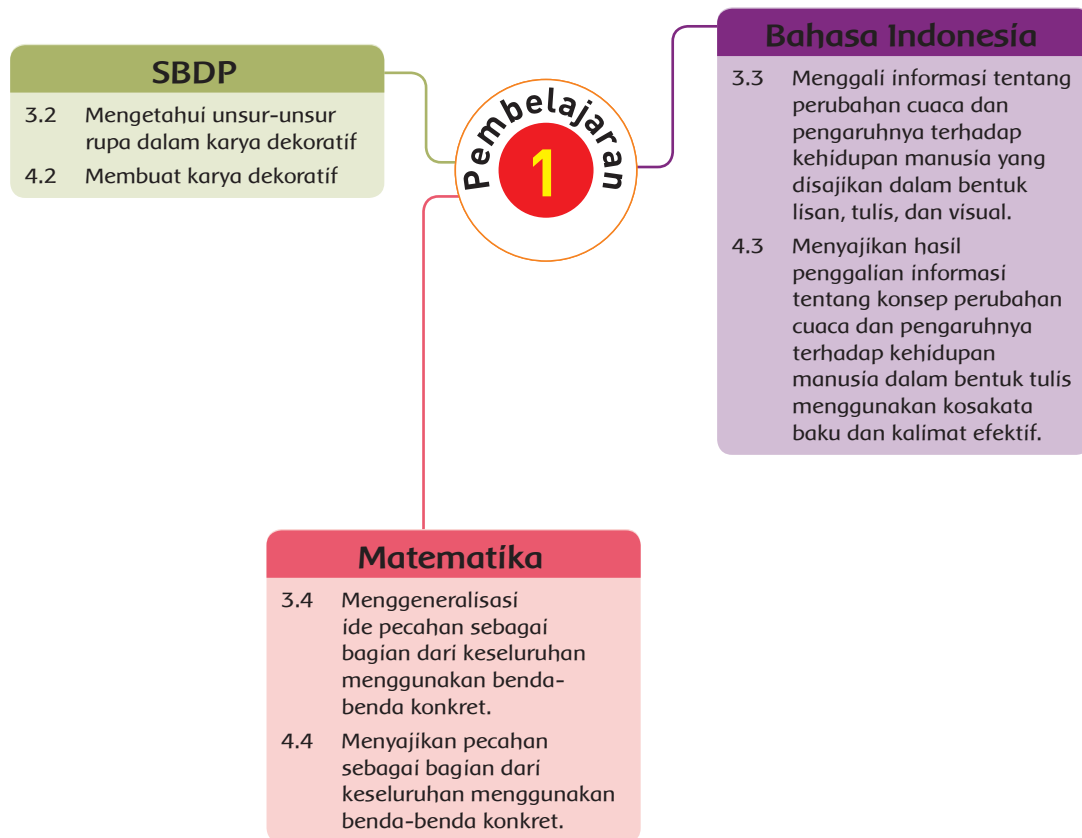 SBDP
3.2 Mengetahui unsur-unsur
rupa dalam karya dekoratif
4.2 Membuat karya dekoratif
Pembelajaran
1
Bahasa Indonesia
3.3 Menggali informasi tentang
perubahan cuaca dan
pengaruhnya terhadap
kehidupan manusia yang
disajikan dalam bentuk
lisan, tulis, dan visual.
4.3 Menyajikan hasil
penggalian informasi
tentang konsep perubahan
cuaca dan pengaruhnya
terhadap kehidupan
manusia dalam bentuk tulis
menggunakan kosakata
baku dan kalimat efektif.
Matematika
3.4 Menggeneralisasi
ide pecahan sebagai
bagian dari keseluruhan
menggunakan benda-
benda konkret.
4.4 Menyajikan pecahan
sebagai bagian dari
keseluruhan menggunakan
benda-benda konkret.